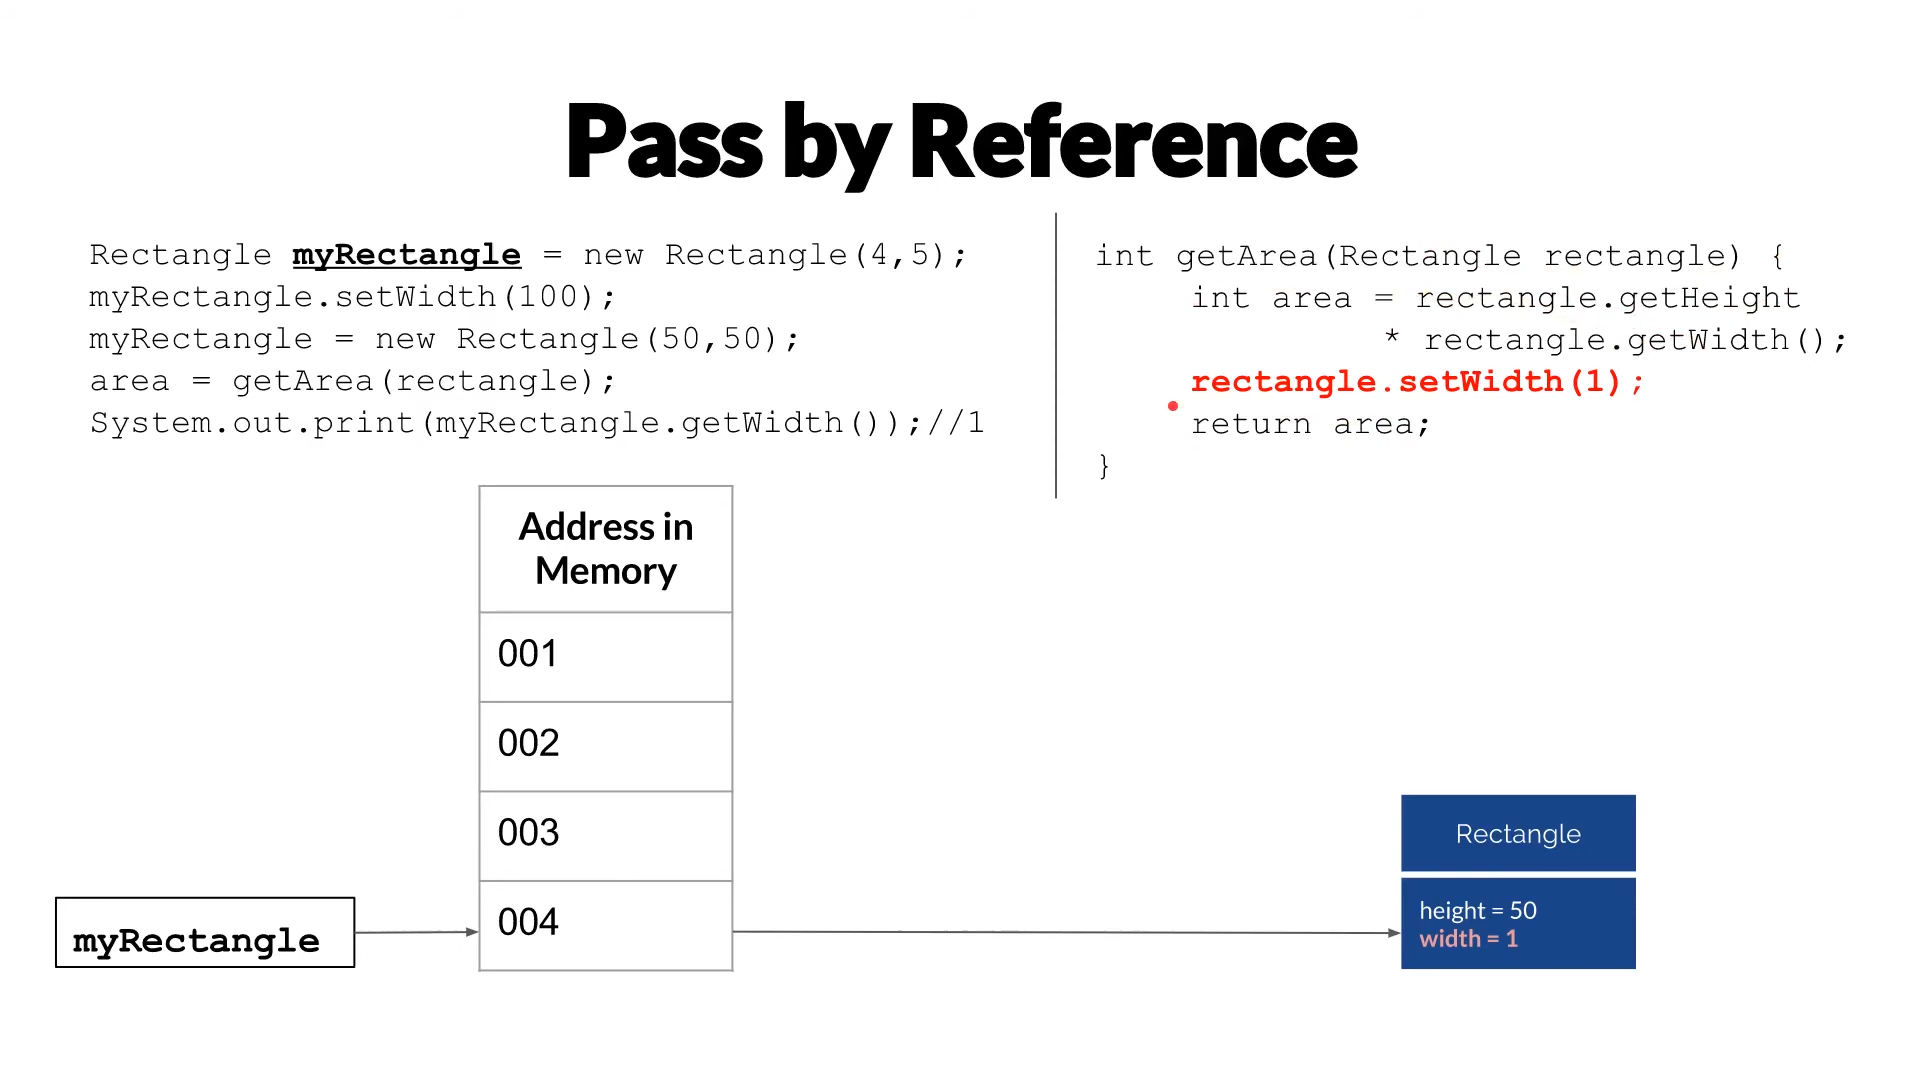 Pass by Reference
Rectangle myRectangle = new Rectangle(4,5);
myRectangle.setWidth(100);
myRectangle = new Rectangle(50,50);
area = getArea(rectangle);
System.out.print(myRectangle.getWidth());//1
int getArea(Rectangle rectangle) {
int area = rectangle.getHeight
* rectangle.getWidth();
rectangle.setWidth(1);
return area;
}
Address in
Memory
001
002
003
004
myRectangle
Rectangle
height = 50
width = 1